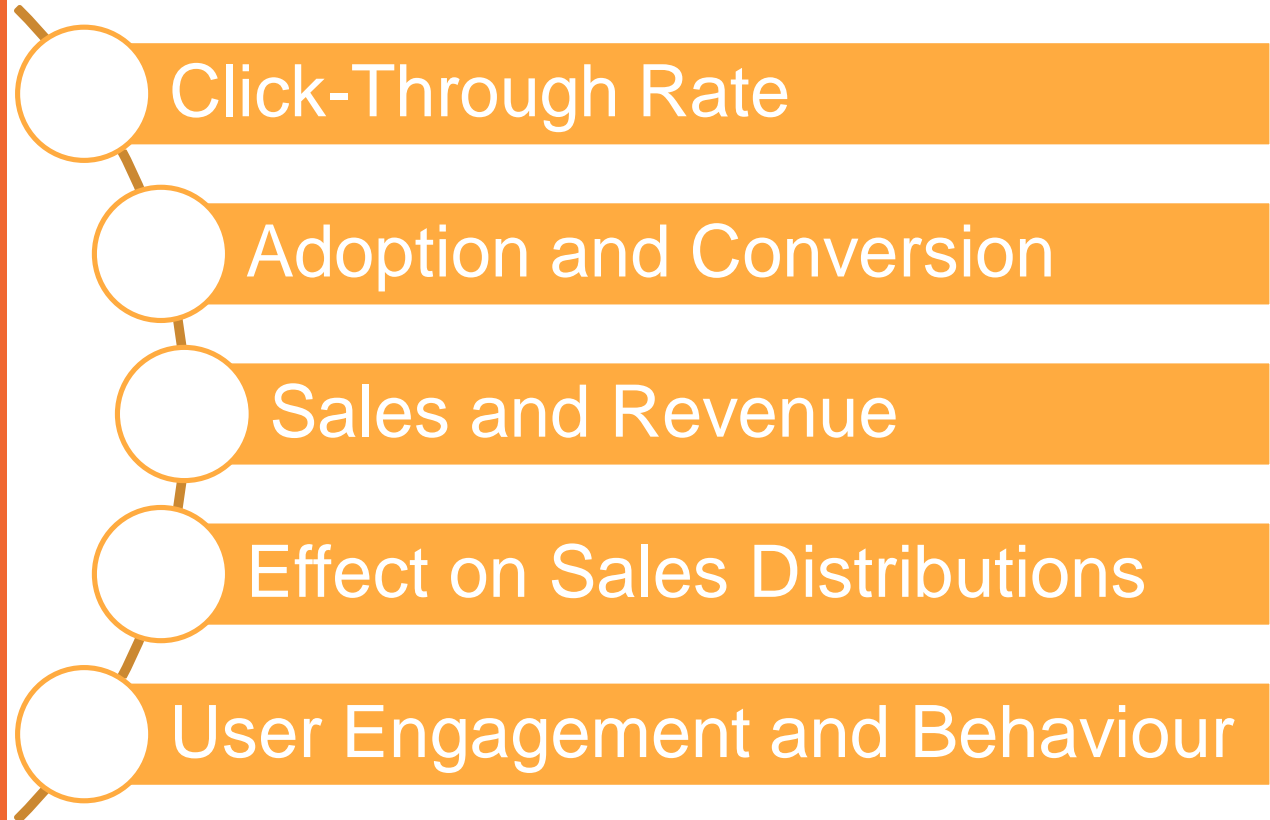 Click-Through Rate
Adoption and Conversion
Sales and Revenue
Effect on Sales Distributions
User Engagement and Behaviour